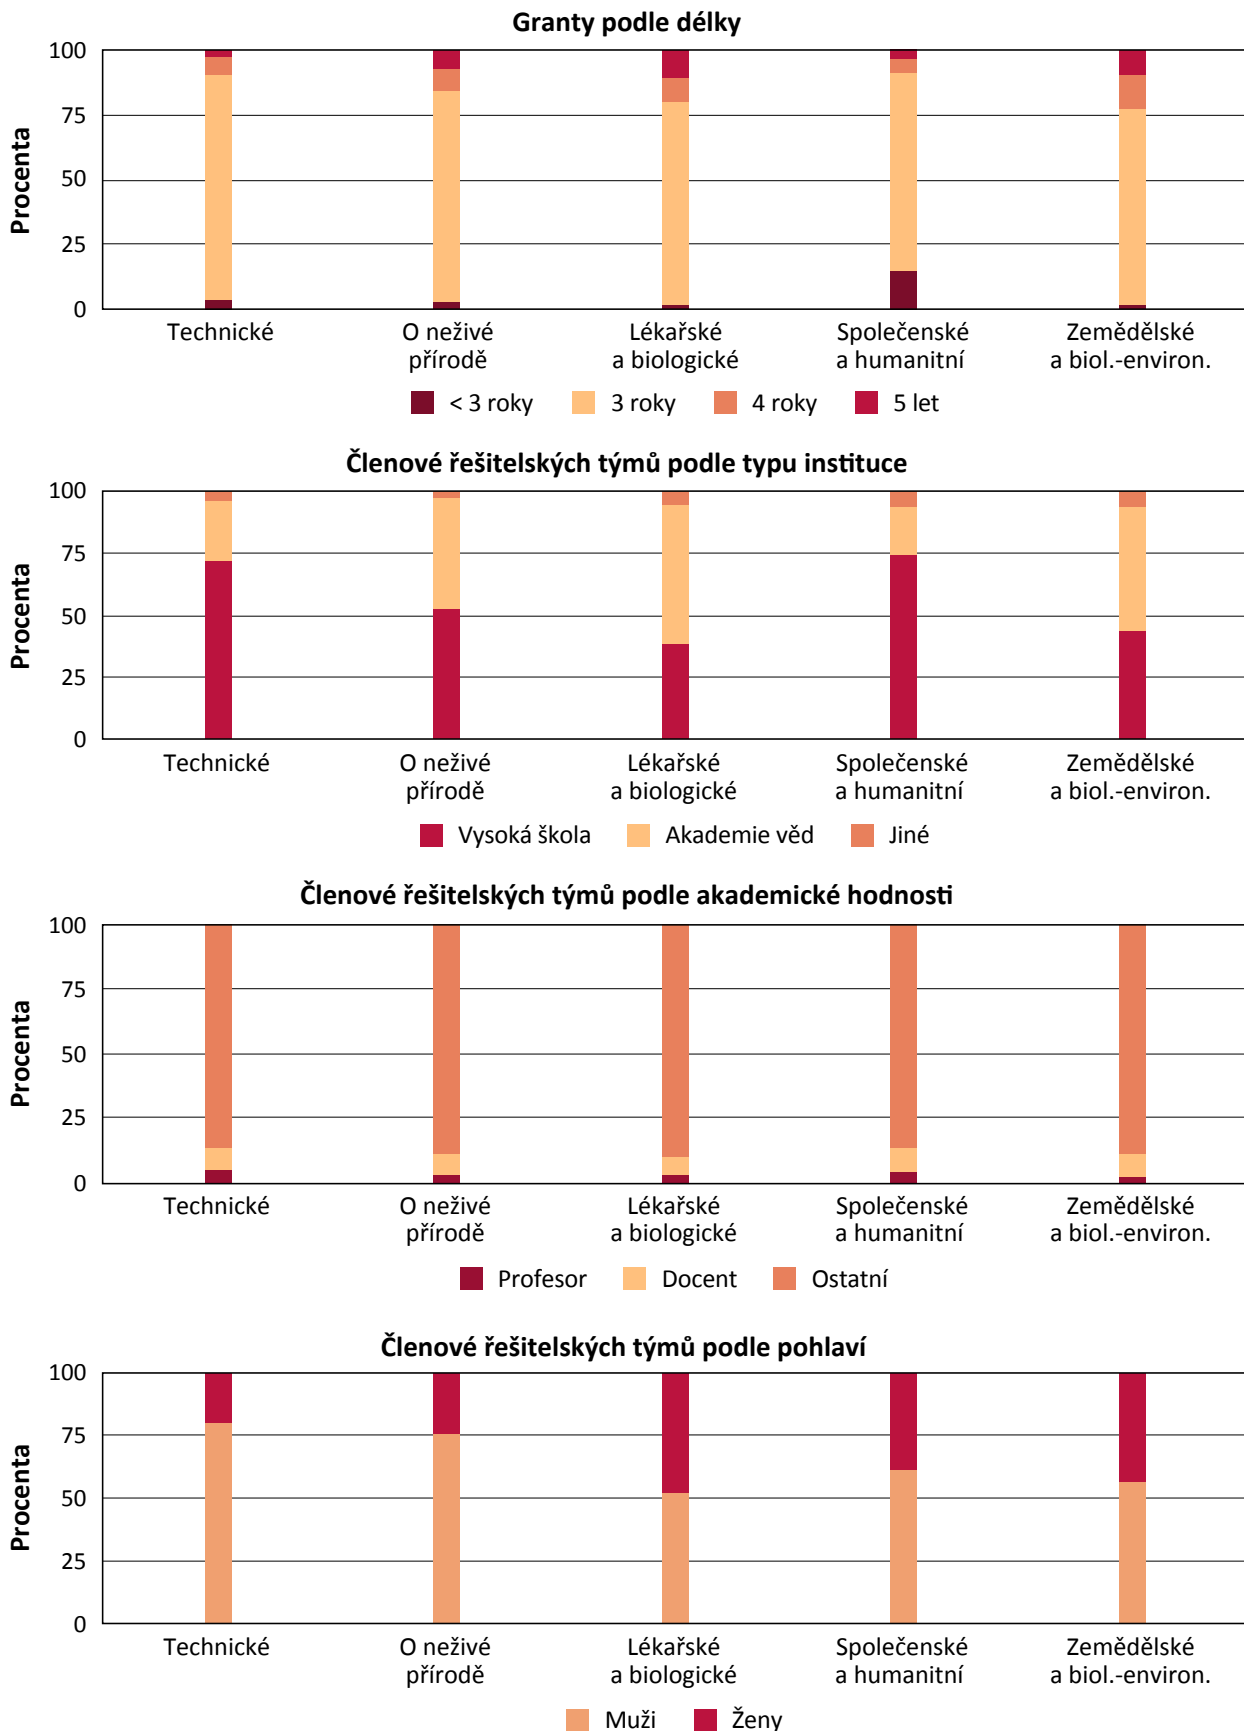 Granty podle délky
Procenta
100
75
50
25
0
Technické
O neživé
přírodě
Lékařské
a biologické
Společenské
a humanitní
Zemědělské
a biol.-environ.
< 3 roky
3 roky
4 roky
5 let
Členové řešitelských týmů podle typu instituce
Procenta
100
75
50
25
0
Technické
O neživé
přírodě
Lékařské
a biologické
Společenské
a humanitní
Zemědělské
a biol.-environ.
Vysoká škola
Akademie věd
Jiné
Členové řešitelských týmů podle akademické hodnosti
Procenta
100
75
50
25
0
Technické
O neživé
přírodě
Lékařské
a biologické
Společenské
a humanitní
Zemědělské
a biol.-environ.
Profesor
Docent
Ostatní
Členové řešitelských týmů podle pohlaví
Procenta
100
75
50
25
0
Technické
O neživé
přírodě
Lékařské
a biologické
Společenské
a humanitní
Zemědělské
a biol.-environ.
Muži
Ženy